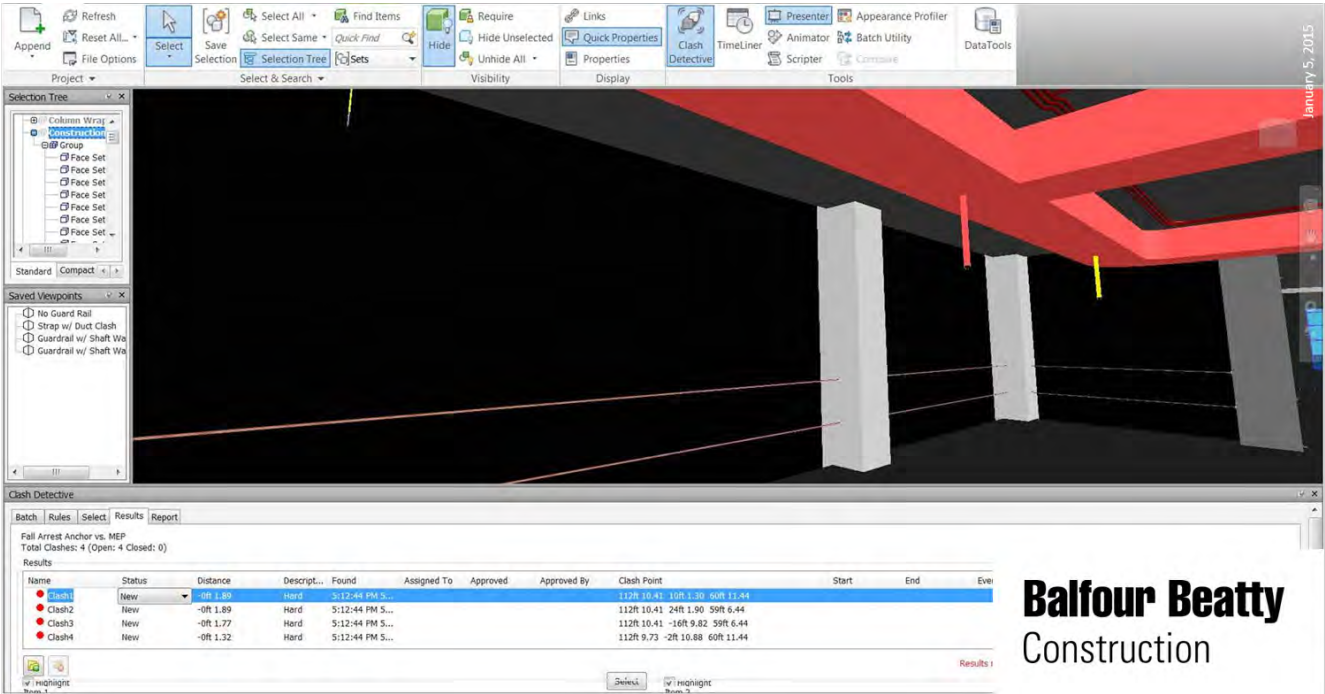 Append
Refresh
Reset All...
File Options
Project
Select
Save Selection
Select All
Select Same
Selection Tree
Find Items
Quick Find
Sets
Select & Search
Hide
Require
Hide Unselected
Unhide All
Visibility
Links
Quick Properties
Properties
Display
Clash Detective
TimeLiner
Presenter
Animator
Scripter
Appearance Profiler
Batch Utility
Compare
Tools
DataTools
January 5, 2015
Selection Tree
Column Wrap
Construction
Group
Face Set
Face Set
Face Set
Face Set
Face Set
Face Set
Face Set
Standard Compact
Saved Viewpoints
No Guard Rail
Strap w/ Duct Clash
Guardrail w/ Shaft Wa
Guardrail w/ Shaft Wa
Clash Detective
Batch Rules Select Results Report
Fall Arrest Anchor vs. MEP
Total Clashes: 4 (Open: 4 Closed: 0)
Results
Name Status Distance Descript... Found Assigned To Approved Approved By Clash Point Start End Eve
Clash1 New -0ft 1.89 Hard 5:12:44 PM 5... 112ft 10.41 10ft 1.30 60ft 11.44
Clash2 New -0ft 1.89 Hard 5:12:44 PM 5... 112ft 10.41 24ft 1.90 59ft 6.44
Clash3 New -0ft 1.77 Hard 5:12:44 PM 5... 112ft 10.41 -16ft 9.82 59ft 6.44
Clash4 New -0ft 1.32 Hard 5:12:44 PM 5... 112ft 9.73 -2ft 10.88 60ft 11.44
Results
Highlight Select Highlight
Item 1 Item 2
Balfour Beatty
Construction